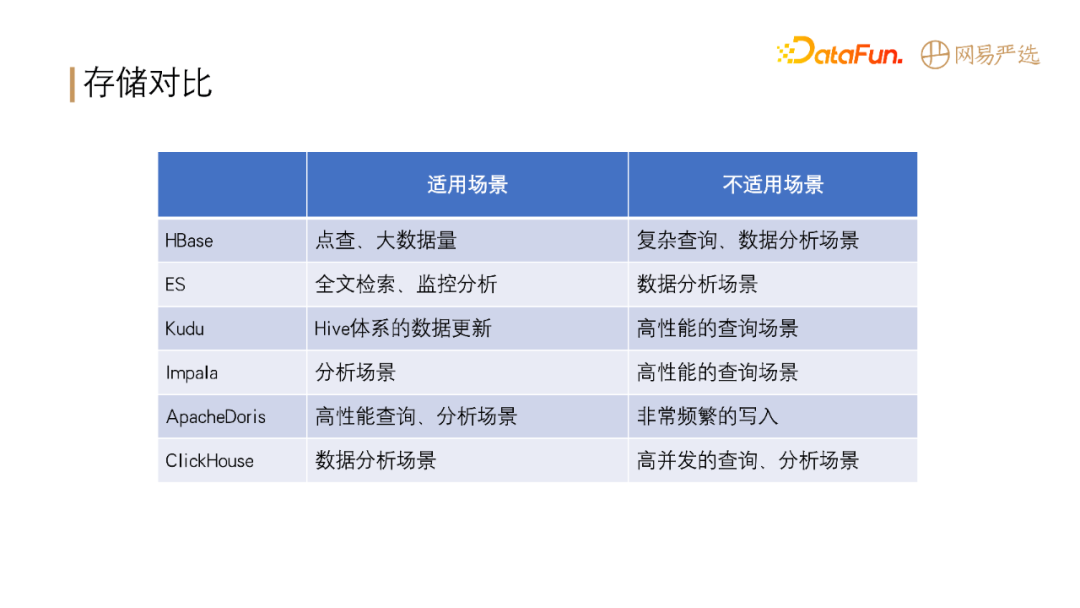 DataFun.
网易严选
存储对比
适用场景 不适用场景
HBase 点查、大数据量 复杂查询、数据分析场景
ES 全文检索、监控分析 数据分析场景
Kudu Hive体系的数据更新 高性能的查询场景
Impala 分析场景 高性能的查询场景
ApacheDoris 高性能查询、分析场景 非常频繁的写入
ClickHouse 数据分析场景 高并发的查询、分析场景